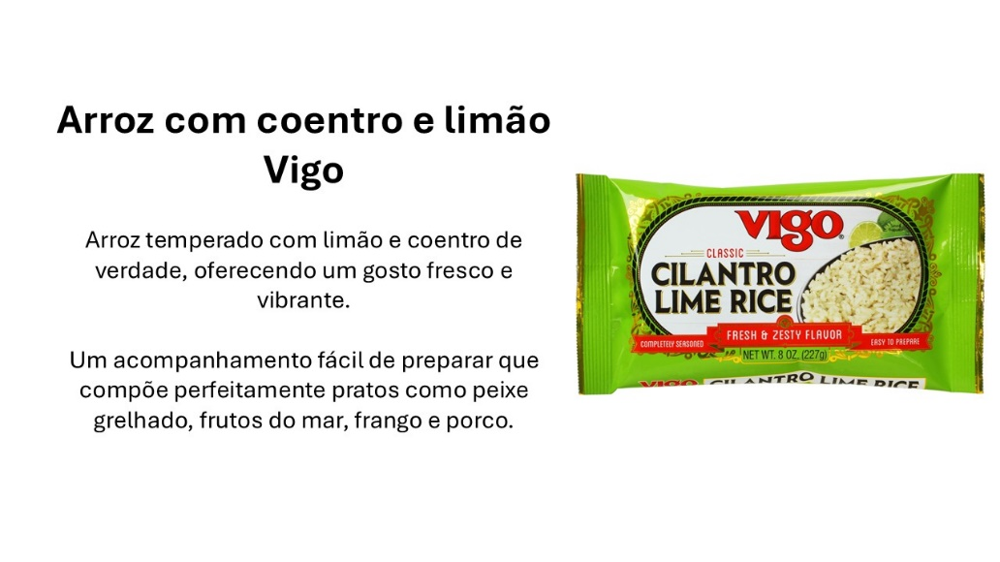 Arroz com coentro e limão
Vigo
Arroz temperado com limão e coentro de
verdade, oferecendo um gosto fresco e
vibrante.
Um acompanhamento fácil de preparar que
compõe perfeitamente pratos como peixe
grelhado, frutos do mar, frango e porco.
VIGO®
CLASSIC
CILANTRO
LIME RICE
FRESH & ZESTY FLAVOR
COMPLETELY SEASONED
EASY TO PREPARE
NET WT. 8 OZ. (227g)
VIGO CILANTRO LIME RICE